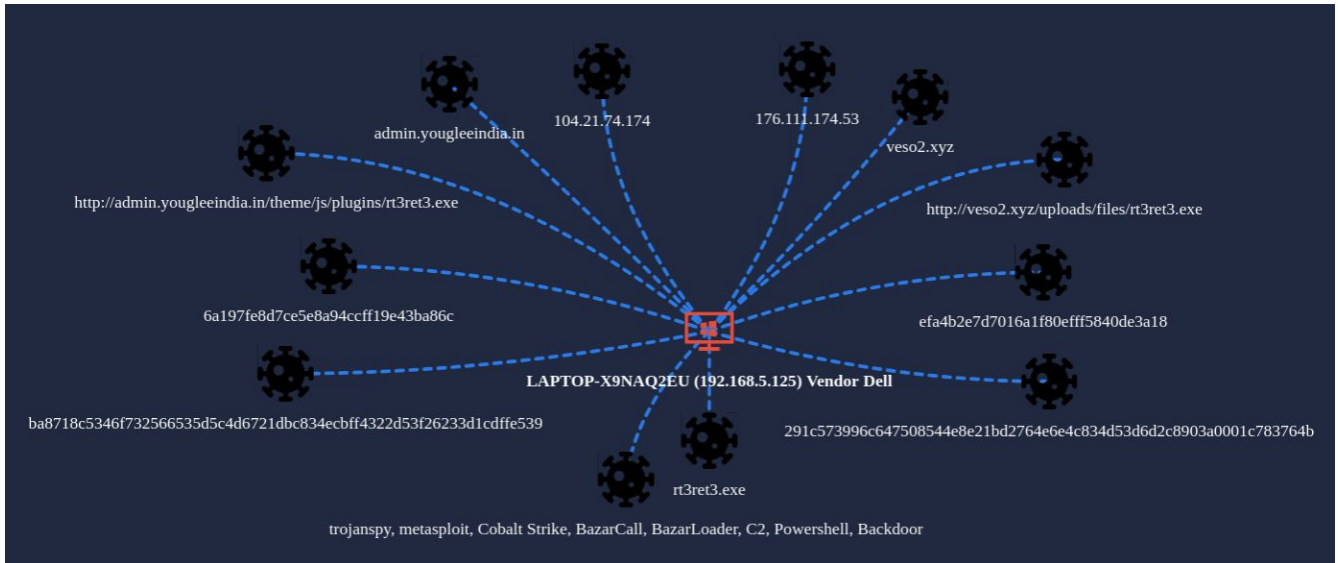 admin.yougleeindia.in
104.21.74.174
176.111.174.53
veso2.xyz
http://admin.yougleeindia.in/theme/js/plugins/rt3ret3.exe
http://veso2.xyz/uploads/files/rt3ret3.exe
6a197fe8d7ce5e8a94ccff19e43ba86c
efa4b2e7d7016a1f80efff5840de3a18
LAPTOP-X9NAQ2EU (192.168.5.125) Vendor Dell
ba8718c5346f732566535d5c4d6721dbc834ecbff4322d53f26233d1cdffe539
291c573996c647508544e8e21bd2764e6e4c834d53d6d2c8903a0001c783764b
rt3ret3.exe
trojanspy, metasploit, Cobalt Strike, BazarCall, BazarLoader, C2, Powershell, Backdoor